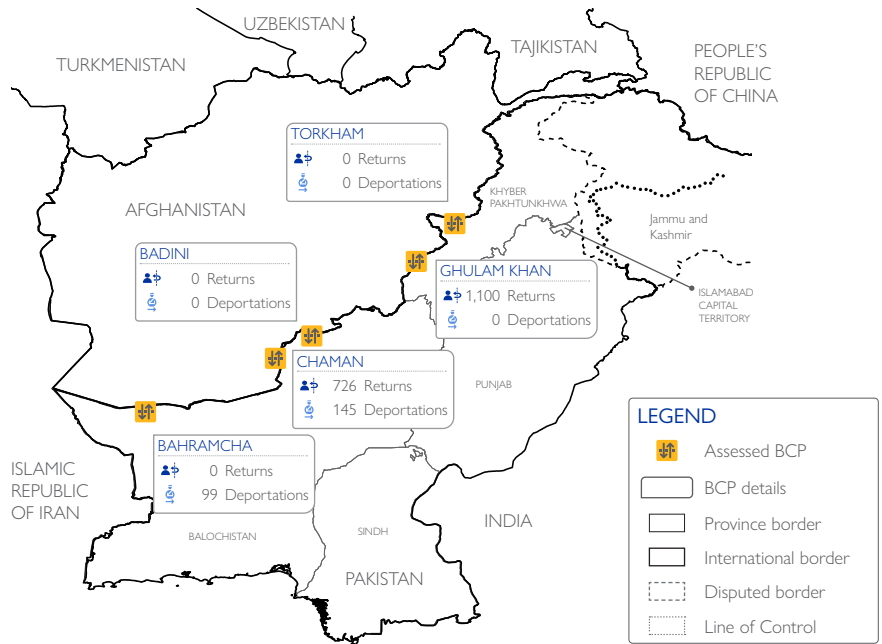 UZBEKISTAN
TAJIKISTAN
TURKMENISTAN
PEOPLE'S
REPUBLIC
OF CHINA
TORKHAM
0 Returns
0 Deportations
KHYBER
PAKHTUNKHWA
AFGHANISTAN
Jammu and
Kashmir
BADINI
0 Returns
0 Deportations
GHULAM KHAN
1,100 Returns
0 Deportations
ISLAMABAD
CAPITAL
TERRITORY
CHAMAN
726 Returns
145 Deportations
PUNJAB
BAHRAMCHA
0 Returns
99 Deportations
ISLAMIC
REPUBLIC
OF IRAN
INDIA
BALOCHISTAN
SINDH
PAKISTAN
LEGEND
Assessed BCP
BCP details
Province border
International border
Disputed border
Line of Control